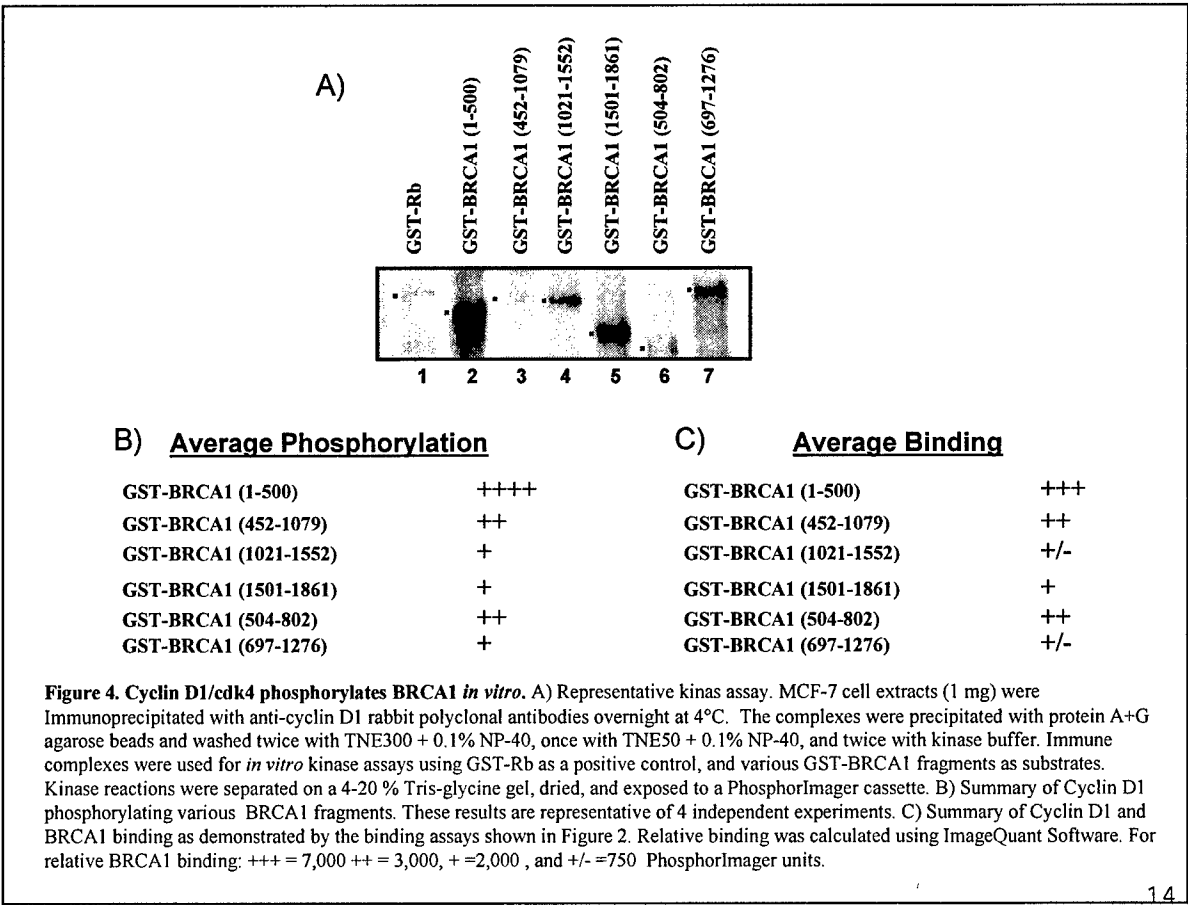 A)
GST-Rb
GST-BRCA1 (1-500)
GST-BRCA1 (452-1079)
GST-BRCA1 (1021-1552)
GST-BRCA1 (1501-1861)
GST-BRCA1 (504-802)
GST-BRCA1 (697-1276)
1 2 3 4 5 6 7
B) Average Phosphorylation
GST-BRCA1 (1-500) ++++
GST-BRCA1 (452-1079) ++
GST-BRCA1 (1021-1552) +
GST-BRCA1 (1501-1861) +
GST-BRCA1 (504-802) ++
GST-BRCA1 (697-1276) +
C) Average Binding
GST-BRCA1 (1-500) +++
GST-BRCA1 (452-1079) ++
GST-BRCA1 (1021-1552) +/-
GST-BRCA1 (1501-1861) +
GST-BRCA1 (504-802) ++
GST-BRCA1 (697-1276) +/-
Figure 4. Cyclin D1/cdk4 phosphorylates BRCA1 in vitro. A) Representative kinas assay. MCF-7 cell extracts (1 mg) were
Immunoprecipitated with anti-cyclin D1 rabbit polyclonal antibodies overnight at 4°C. The complexes were precipitated with protein A+G
agarose beads and washed twice with TNE300 + 0.1% NP-40, once with TNE50 + 0.1% NP-40, and twice with kinase buffer. Immune
complexes were used for in vitro kinase assays using GST-Rb as a positive control, and various GST-BRCA1 fragments as substrates.
Kinase reactions were separated on a 4-20 % Tris-glycine gel, dried, and exposed to a PhosphorImager cassette. B) Summary of Cyclin D1
phosphorylating various BRCA1 fragments. These results are representative of 4 independent experiments. C) Summary of Cyclin D1 and
BRCA1 binding as demonstrated by the binding assays shown in Figure 2. Relative binding was calculated using ImageQuant Software. For
relative BRCA1 binding: +++ = 7,000 ++ = 3,000, + =2,000 , and +/- =750 PhosphorImager units.
14